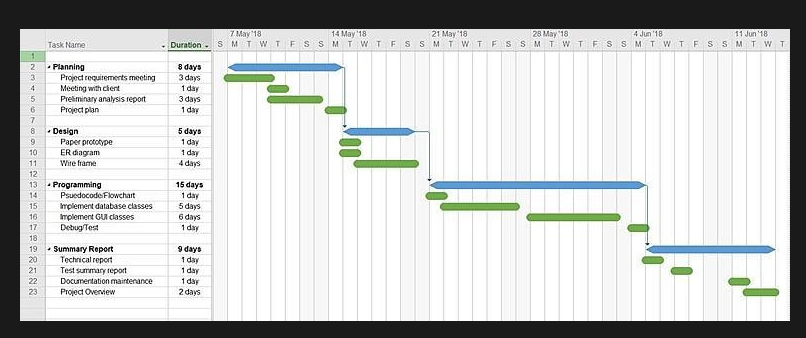 7 May '18 14 May '18 21 May '18 28 May '18 4 Jun '18 11 Jun '18
Task Name Duration S M T W T F S S M T W T F S S M T W T F S S M T W T F S S M T W T F S S M T W T
1
2 Planning 8 days
3 Project requirements meeting 3 days
4 Meeting with client 1 day
5 Preliminary analysis report 3 days
6 Project plan 1 day
7
8 Design 5 days
9 Paper prototype 1 day
10 ER diagram 1 day
11 Wire frame 4 days
12
13 Programming 15 days
14 Psuedocode/Flowchart 1 day
15 Implement database classes 5 days
16 Implement GUI classes 6 days
17 Debug/Test 1 day
18
19 Summary Report 9 days
20 Technical report 1 day
21 Test summary report 1 day
22 Documentation maintenance 1 day
23 Project Overview 2 days